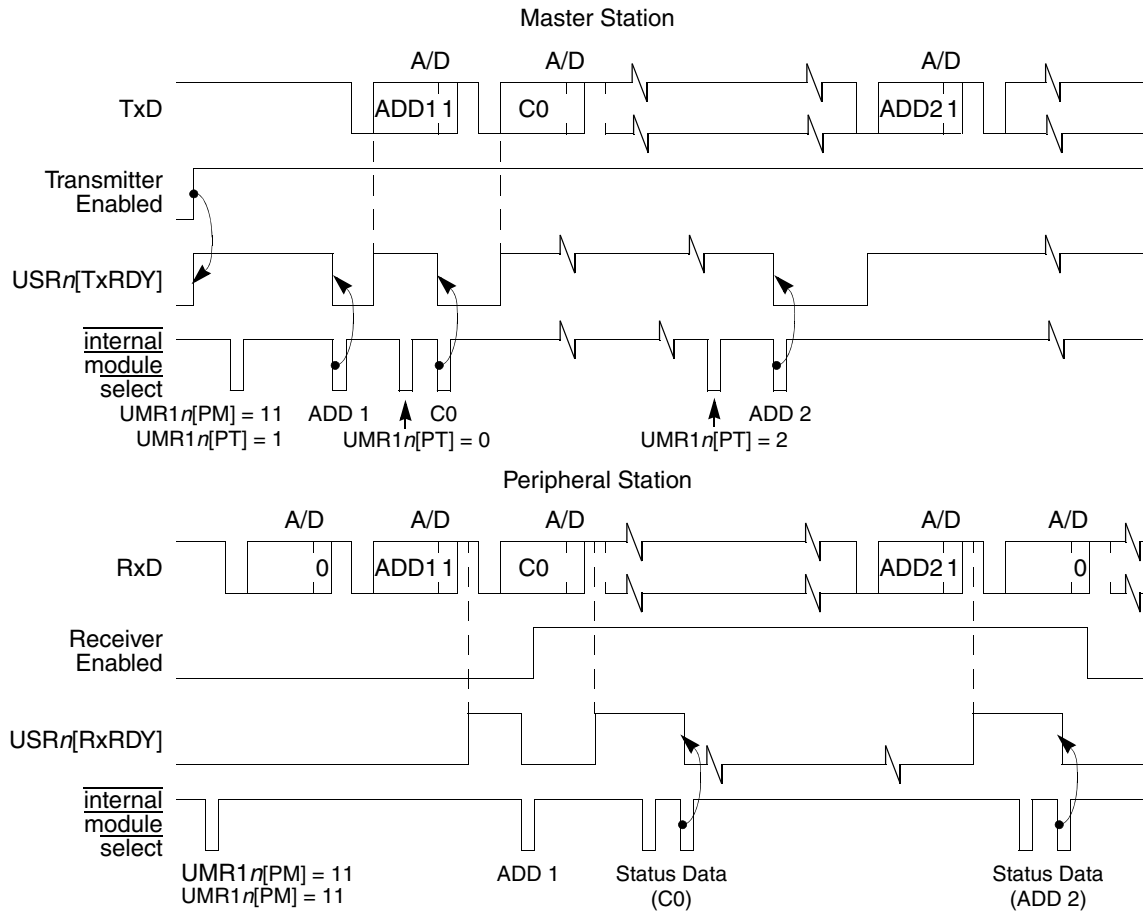 Master Station
A/D A/D A/D
TxD ADD1 1 C0 ADD2 1
Transmitter
Enabled
USRn[TxRDY]
internal
module
select
UMR1n[PM] = 11 ADD 1 C0 ADD 2
UMR1n[PT] = 1 UMR1n[PT] = 0 UMR1n[PT] = 2
Peripheral Station
A/D A/D A/D A/D A/D
RxD 0 ADD1 1 C0 ADD2 1 0
Receiver
Enabled
USRn[RxRDY]
internal
module
select
UMR1n[PM] = 11 ADD 1 Status Data Status Data
UMR1n[PM] = 11 (C0) (ADD 2)